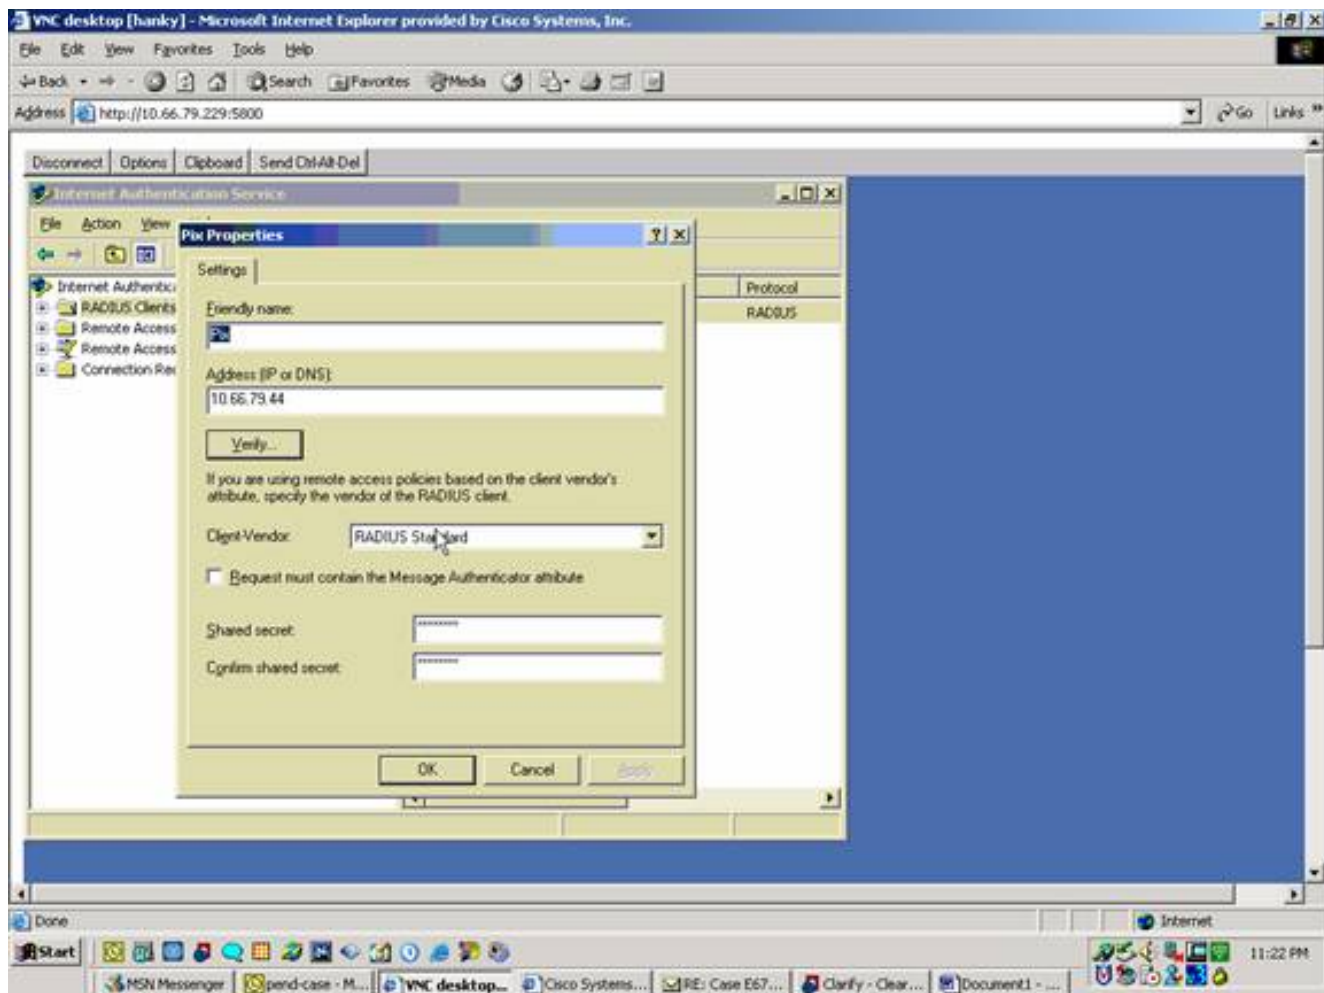 VNC desktop [hanky] - Microsoft Internet Explorer provided by Cisco Systems, Inc.
File Edit View Favorites Tools Help
Back Search Favorites Media
Address http://10.66.79.229:5800 Go Links »
Disconnect Options Clipboard Send Ctrl-Alt-Del
Internet Authentication Service
File Action View
Pix Properties
Settings
Internet Authentic
RADIUS Clients
Remote Access
Remote Access
Connection Re
Protocol
RADIUS
Friendly name:
Pix
Address (IP or DNS):
10.66.79.44
Verify...
If you are using remote access policies based on the client vendor's
attribute, specify the vendor of the RADIUS client.
Client-Vendor: RADIUS Standard
Request must contain the Message Authenticator attribute
Shared secret: ********
Confirm shared secret: ********
OK Cancel Apply
Done Internet
Start 11:22 PM
MSN Messenger pend-case - M... VNC desktop... Cisco Systems... RE: Case E67... Clarify - Clear... Document1 - ...